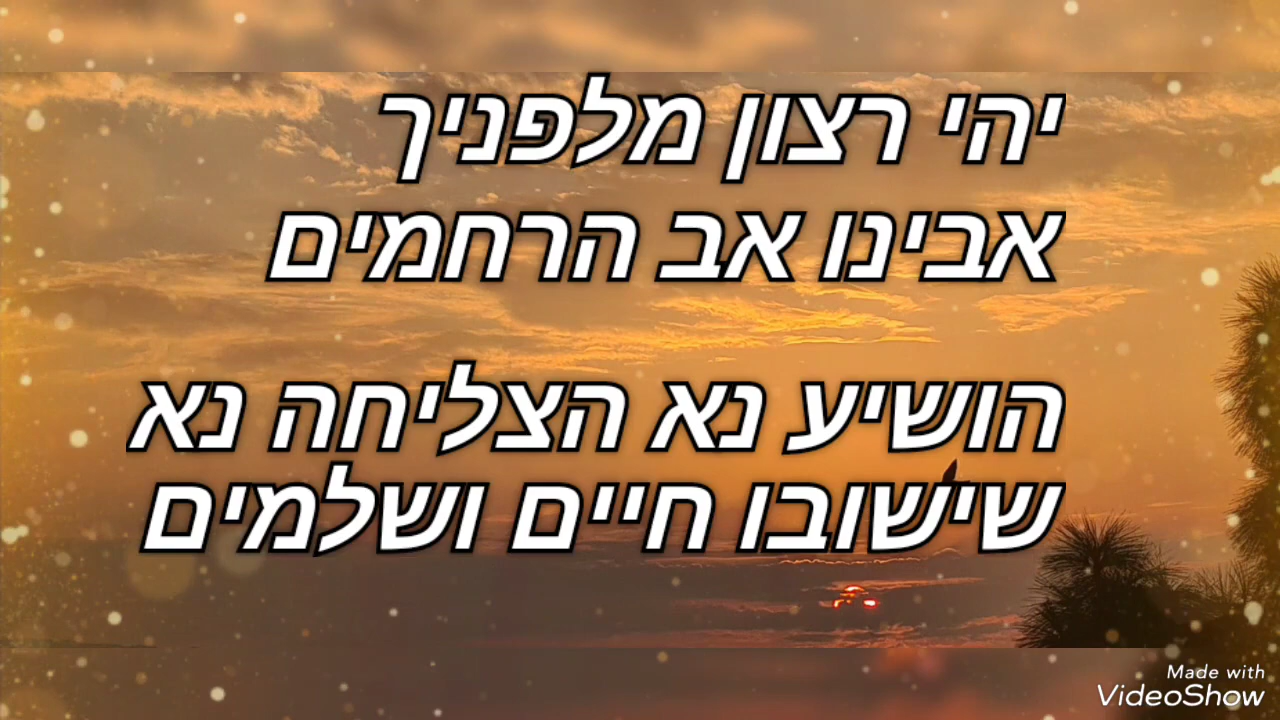 יהי רצון מלפניך
אבינו אב הרחמים
הושיע נא הצליחה נא
שישובו חיים ושלמים
Made with
VideoShow